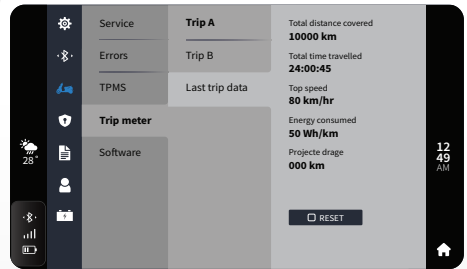 Service
Errors
TPMS
Trip meter
Software
Trip A
Trip B
Last trip data
Total distance covered
10000 km
Total time travelled
24:00:45
Top speed
80 km/hr
Energy consumed
50 Wh/km
Projecte drage
000 km
RESET
28°
12
49
AM